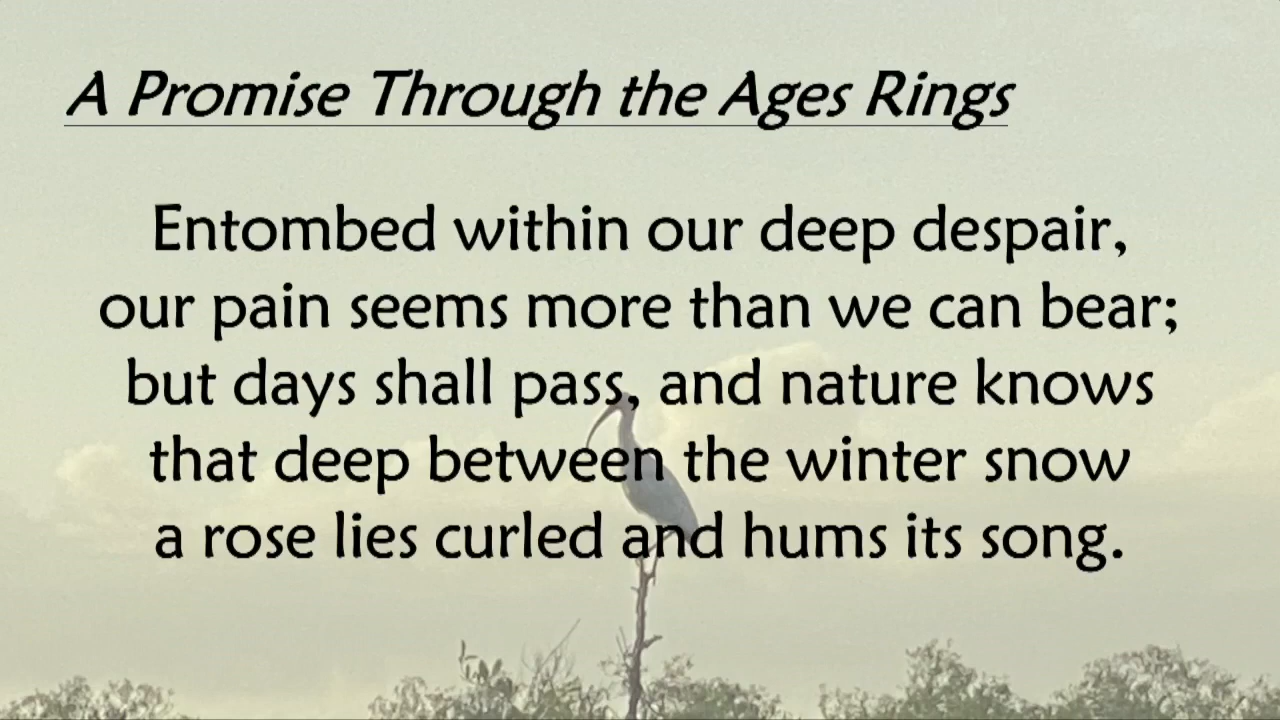 A Promise Through the Ages Rings
Entombed within our deep despair,
our pain seems more than we can bear;
but days shall pass, and nature knows
that deep between the winter snow
a rose lies curled and hums its song.